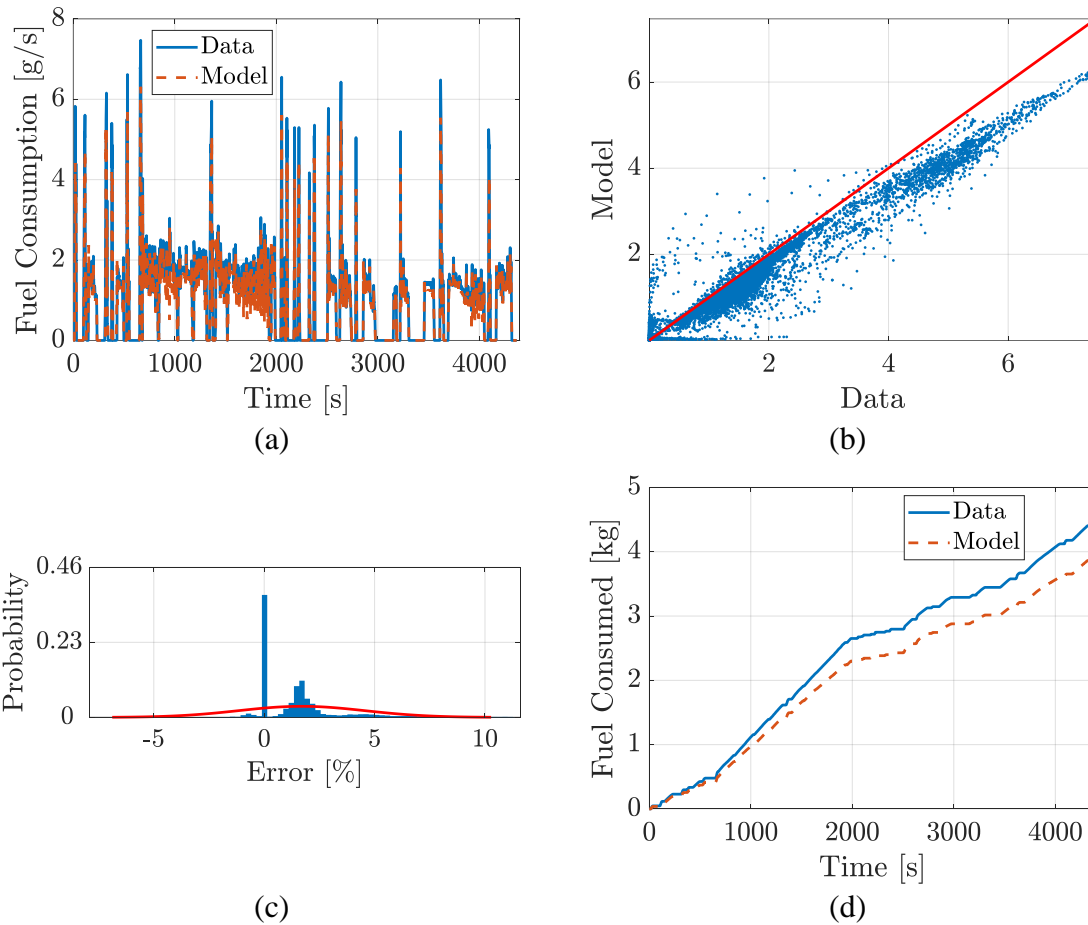 8
6
4
2
0
0 1000 2000 3000 4000
Fuel Consumption [g/s]
Time [s]
Data
Model
(a)
6
4
2
2 4 6
Model
Data
(b)
0.46
0.23
0
-5 0 5 10
Probability
Error [%]
(c)
5
4
3
2
1
0
0 1000 2000 3000 4000
Fuel Consumed [kg]
Time [s]
Data
Model
(d)